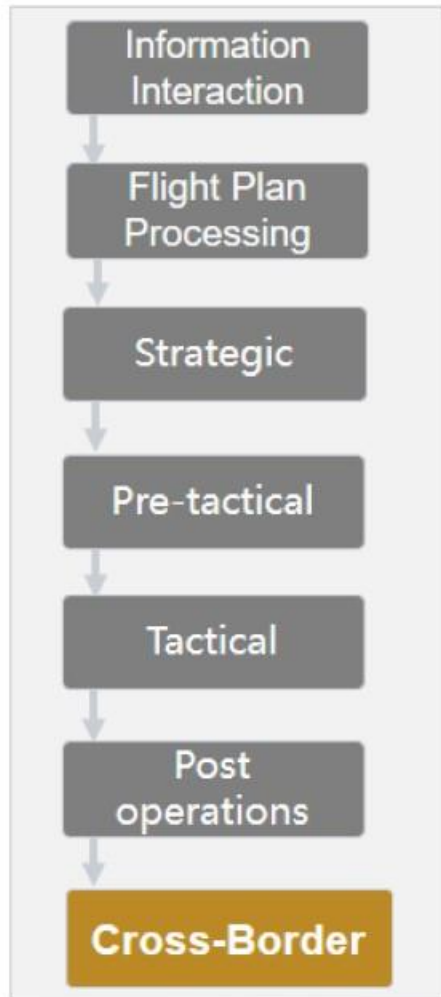 Information
Interaction
Flight Plan
Processing
Strategic
Pre-tactical
Tactical
Post
operations
Cross-Border